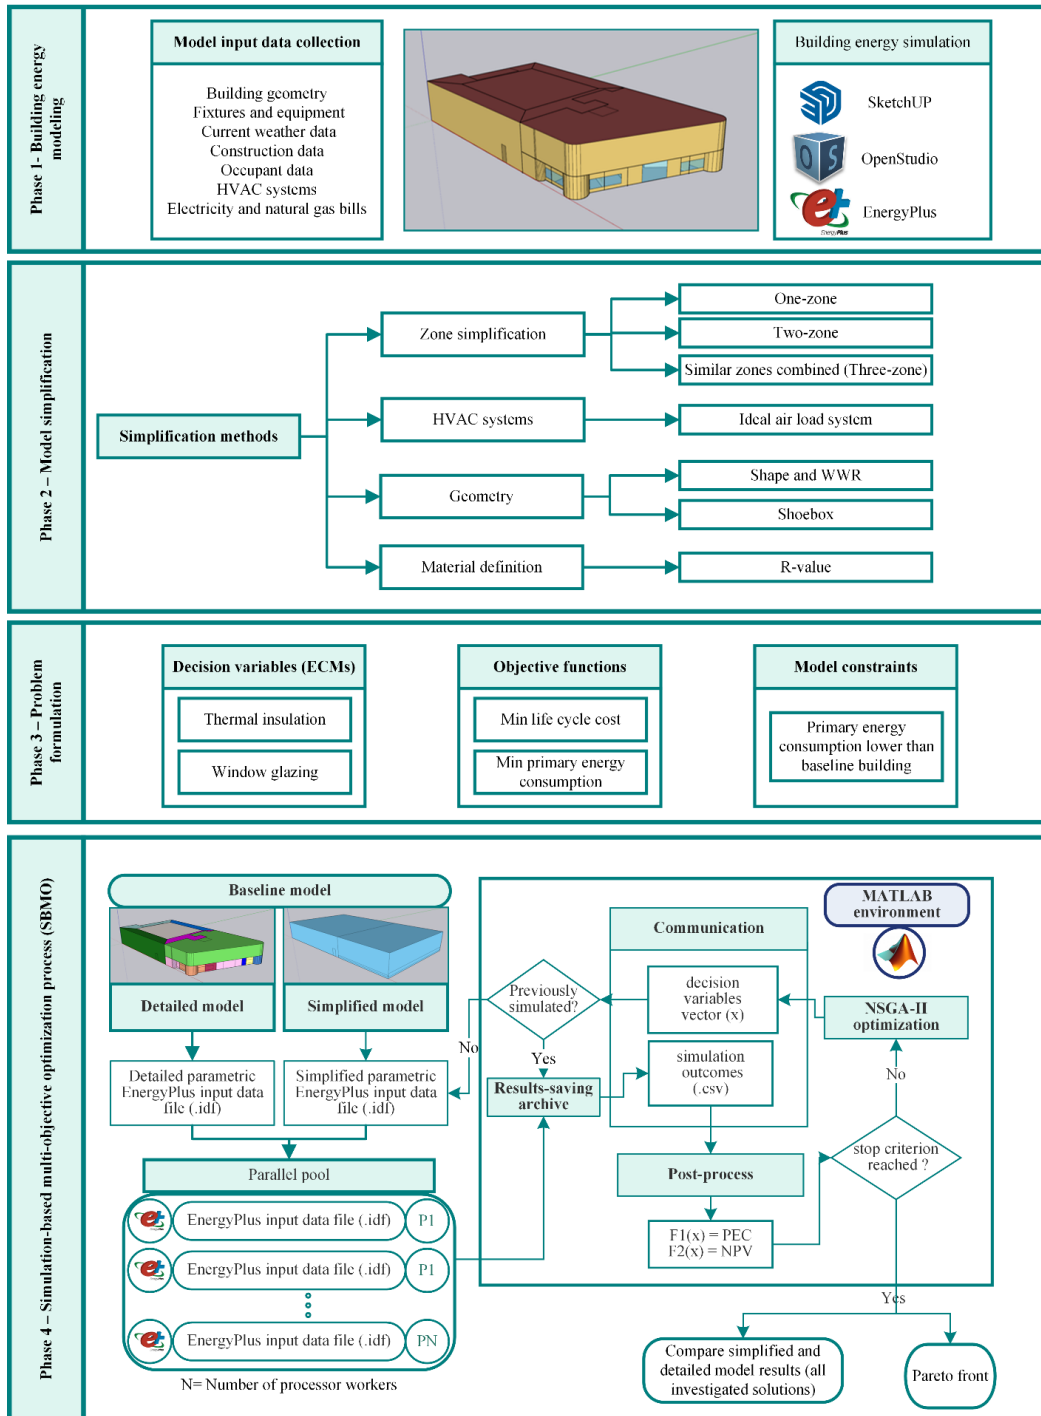 Phase 1- Building energy
modeling
Model input data collection
Building geometry
Fixtures and equipment
Current weather data
Construction data
Occupant data
HVAC systems
Electricity and natural gas bills
Building energy simulation
SketchUP
O S
OpenStudio
e+
EnergyPlus
EnergyPlus
Phase 2 – Model simplification
Simplification methods
Zone simplification
One-zone
Two-zone
Similar zones combined (Three-zone)
HVAC systems
Ideal air load system
Geometry
Shape and WWR
Shoebox
Material definition
R-value
Phase 3 – Problem
formulation
Decision variables (ECMs)
Thermal insulation
Window glazing
Objective functions
Min life cycle cost
Min primary energy
consumption
Model constraints
Primary energy
consumption lower than
baseline building
Phase 4 – Simulation-based multi-objective optimization process (SBMO)
Baseline model
Detailed model
Simplified model
Detailed parametric
EnergyPlus input data
file (.idf)
Simplified parametric
EnergyPlus input data
file (.idf)
Parallel pool
e+
EnergyPlus input data file (.idf)
P1
e+
EnergyPlus input data file (.idf)
P1
e+
EnergyPlus input data file (.idf)
PN
N= Number of processor workers
MATLAB
environment
Communication
decision
variables
vector (x)
Previously
simulated?
No
Yes
Results-saving
archive
simulation
outcomes
(.csv)
NSGA-II
optimization
No
stop criterion
reached ?
Post-process
F1(x) = PEC
F2(x) = NPV
Yes
Compare simplified and
detailed model results (all
investigated solutions)
Pareto front